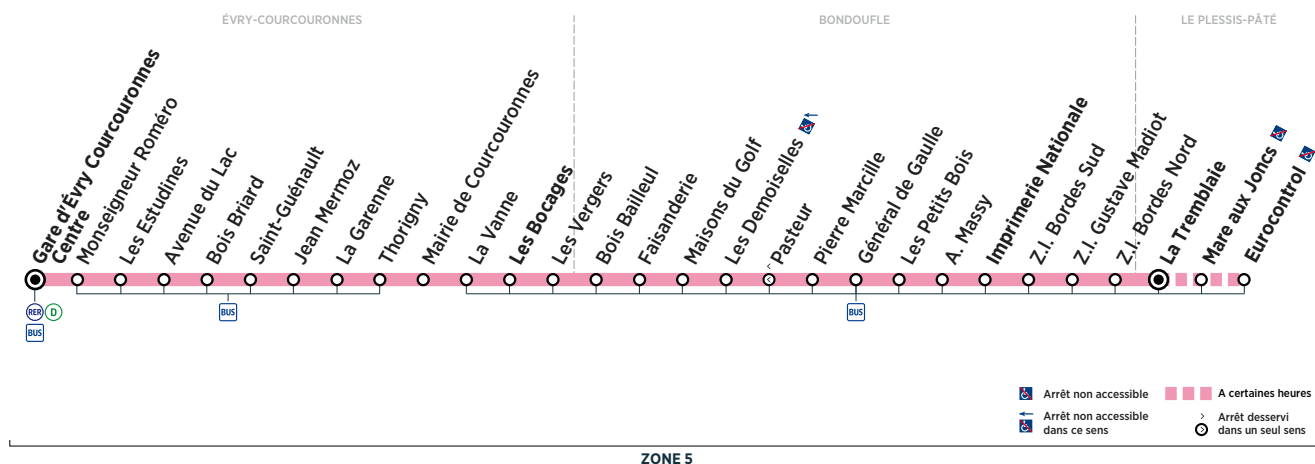 ÉVRY-COURCOURONNES
BONDOUFLE
LE PLESSIS-PÂTÉ
Gare d'Évry Courcouronnes
Centre
Monseigneur Roméro
Les Estudines
Avenue du Lac
Bois Briard
Saint-Guénault
Jean Mermoz
La Garenne
Thorigny
Mairie de Courcouronnes
La Vanne
Les Bocages
Les Vergers
Bois Bailleul
Faisanderie
Maisons du Golf
Les Demoiselles
Pasteur
Pierre Marcille
Général de Gaulle
Les Petits Bois
A. Massy
Imprimerie Nationale
Z.I. Bordes Sud
Z.I. Gustave Madiot
Z.I. Bordes Nord
La Tremblaie
Mare aux Joncs
Eurocontrol
RER D
BUS
BUS
BUS
Arrêt non accessible
A certaines heures
Arrêt non accessible
dans ce sens
Arrêt desservi
dans un seul sens
ZONE 5